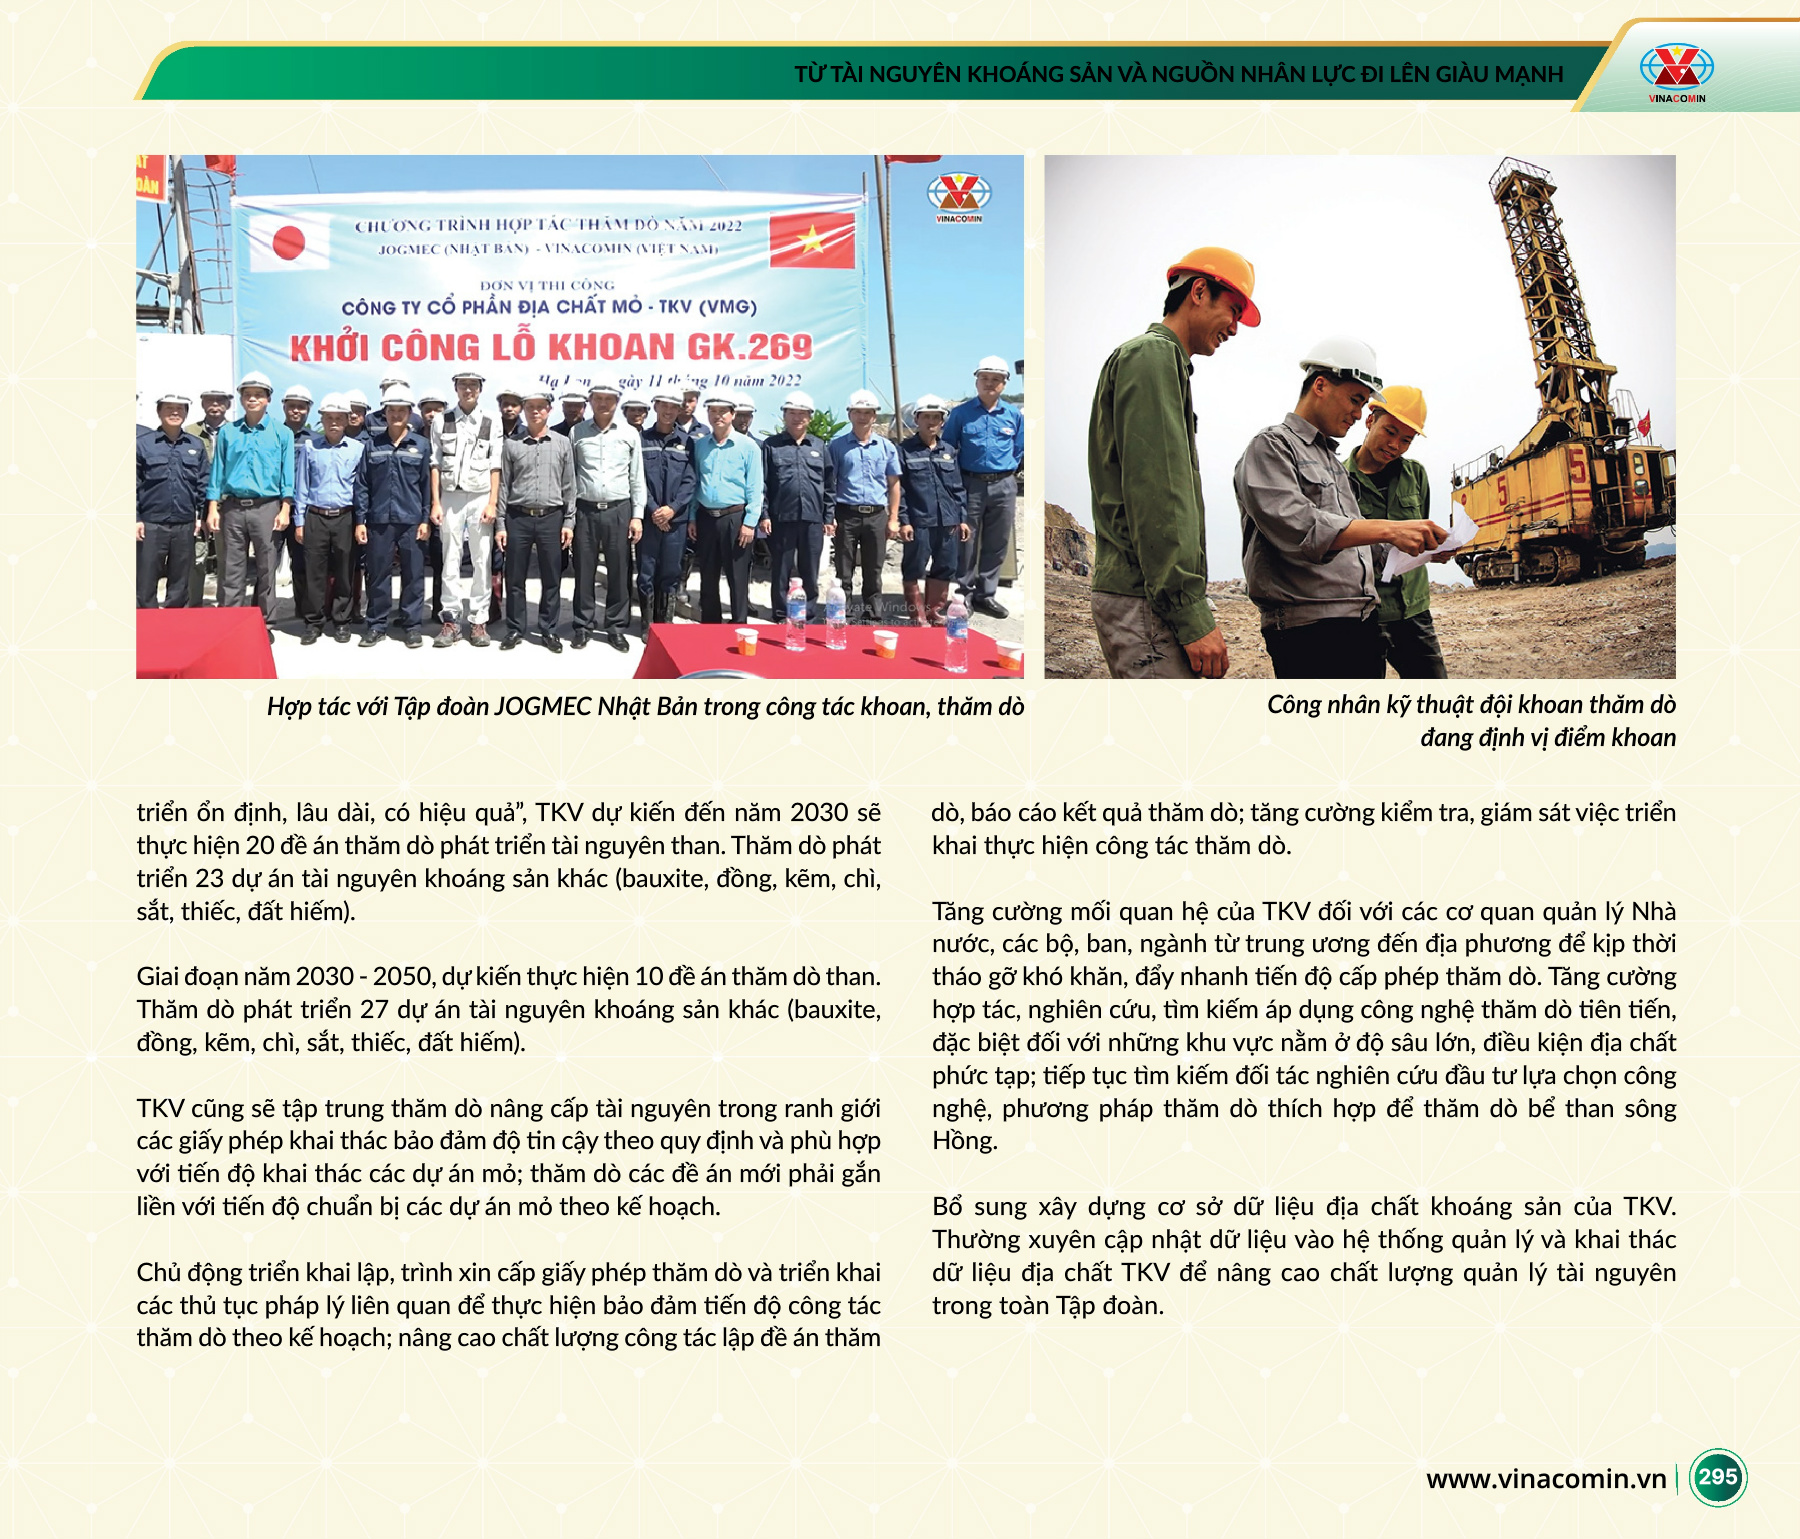 TỪ TÀI NGUYÊN KHOÁNG SẢN VÀ NGUỒN NHÂN LỰC ĐI LÊN GIÀU MẠNH
VINACOMIN
VINACOMIN
CHƯƠNG TRÌNH HỢP TÁC THĂM DÒ NĂM 2022
JOGMEC (NHẬT BẢN) - VINACOMIN (VIỆT NAM)
ĐƠN VỊ THI CÔNG
CÔNG TY CỔ PHẦN ĐỊA CHẤT MỎ - TKV (VMG)
KHỞI CÔNG LỖ KHOAN GK.269
11 tháng 10 năm 2022
5 5
Hợp tác với Tập đoàn JOGMEC Nhật Bản trong công tác khoan, thăm dò
Công nhân kỹ thuật đội khoan thăm dò
đang định vị điểm khoan
triển ổn định, lâu dài, có hiệu quả”, TKV dự kiến đến năm 2030 sẽ
thực hiện 20 đề án thăm dò phát triển tài nguyên than. Thăm dò phát
triển 23 dự án tài nguyên khoáng sản khác (bauxite, đồng, kẽm, chì,
sắt, thiếc, đất hiếm).
Giai đoạn năm 2030 - 2050, dự kiến thực hiện 10 đề án thăm dò than.
Thăm dò phát triển 27 dự án tài nguyên khoáng sản khác (bauxite,
đồng, kẽm, chì, sắt, thiếc, đất hiếm).
TKV cũng sẽ tập trung thăm dò nâng cấp tài nguyên trong ranh giới
các giấy phép khai thác bảo đảm độ tin cậy theo quy định và phù hợp
với tiến độ khai thác các dự án mỏ; thăm dò các đề án mới phải gắn
liền với tiến độ chuẩn bị các dự án mỏ theo kế hoạch.
Chủ động triển khai lập, trình xin cấp giấy phép thăm dò và triển khai
các thủ tục pháp lý liên quan để thực hiện bảo đảm tiến độ công tác
thăm dò theo kế hoạch; nâng cao chất lượng công tác lập đề án thăm
dò, báo cáo kết quả thăm dò; tăng cường kiểm tra, giám sát việc triển
khai thực hiện công tác thăm dò.
Tăng cường mối quan hệ của TKV đối với các cơ quan quản lý Nhà
nước, các bộ, ban, ngành từ trung ương đến địa phương để kịp thời
tháo gỡ khó khăn, đẩy nhanh tiến độ cấp phép thăm dò. Tăng cường
hợp tác, nghiên cứu, tìm kiếm áp dụng công nghệ thăm dò tiên tiến,
đặc biệt đối với những khu vực nằm ở độ sâu lớn, điều kiện địa chất
phức tạp; tiếp tục tìm kiếm đối tác nghiên cứu đầu tư lựa chọn công
nghệ, phương pháp thăm dò thích hợp để thăm dò bể than sông
Hồng.
Bổ sung xây dựng cơ sở dữ liệu địa chất khoáng sản của TKV.
Thường xuyên cập nhật dữ liệu vào hệ thống quản lý và khai thác
dữ liệu địa chất TKV để nâng cao chất lượng quản lý tài nguyên
trong toàn Tập đoàn.
www.vinacomin.vn
295